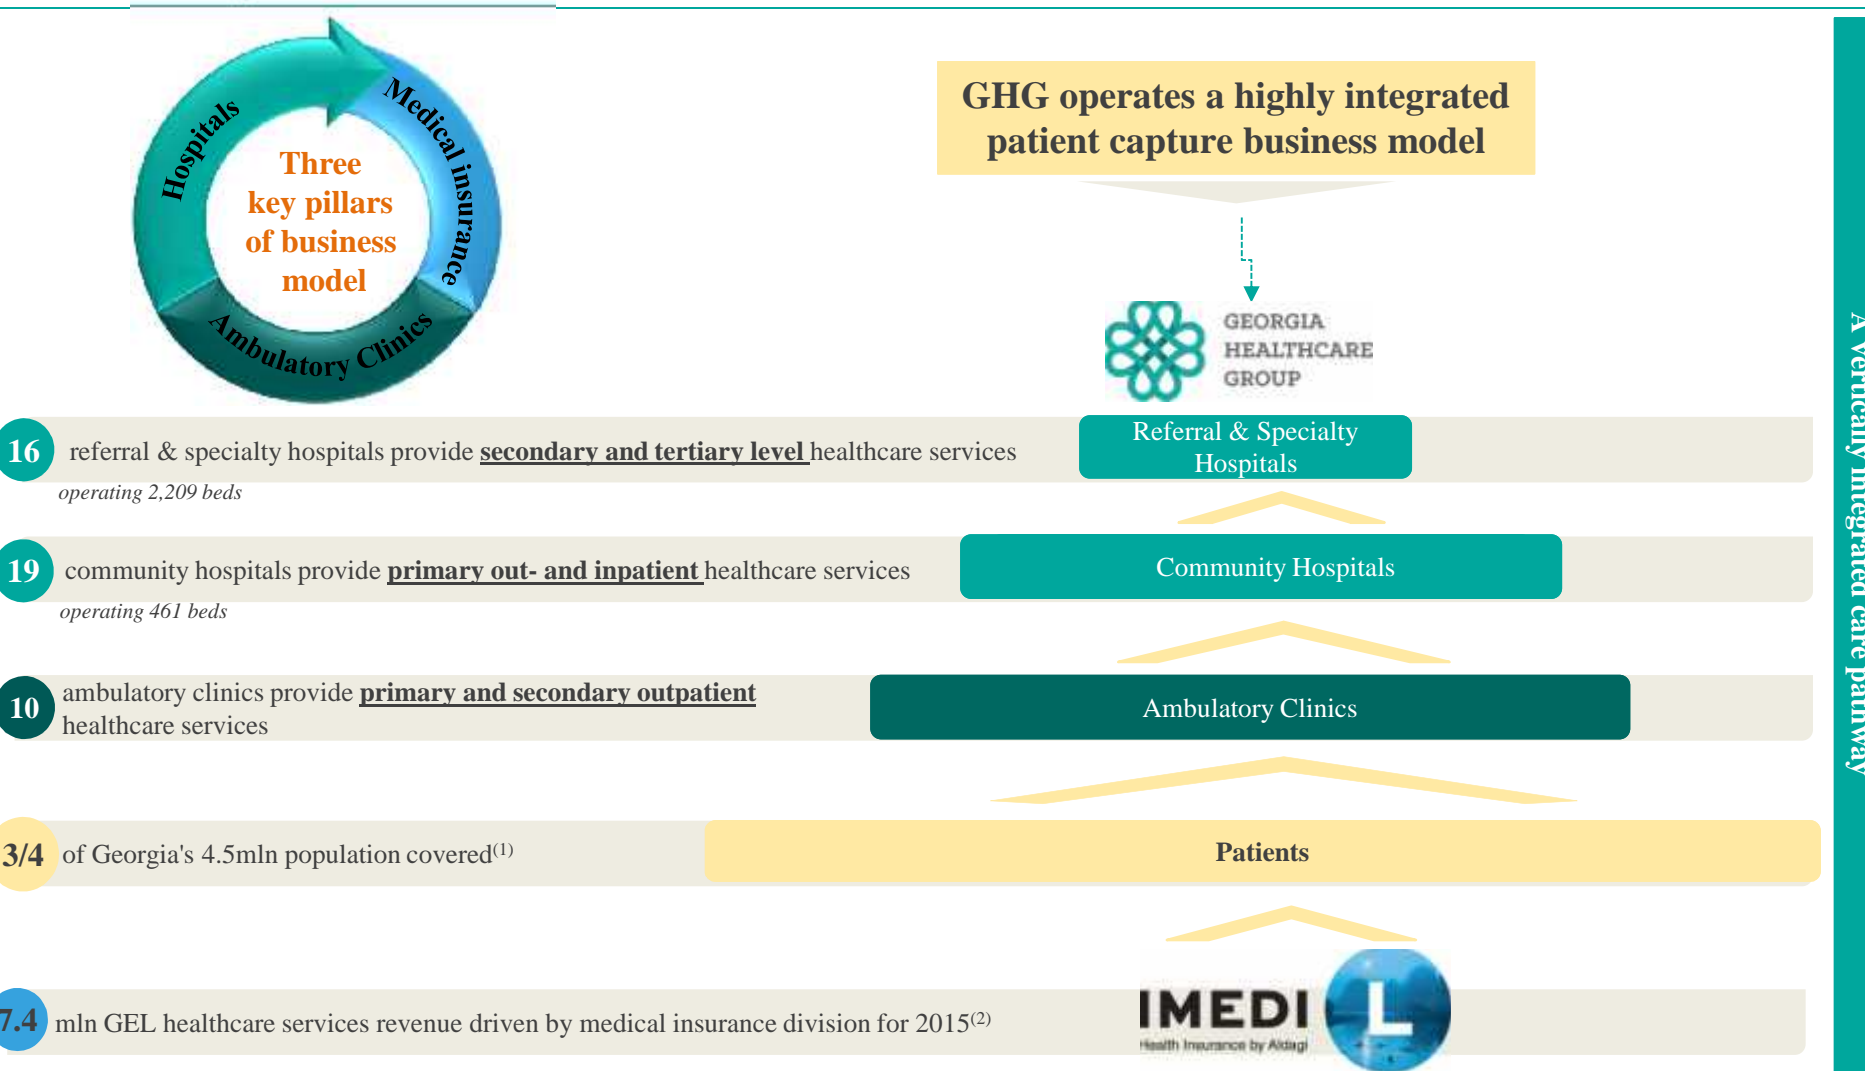 Hospitals
Medical insurance
Ambulatory Clinics
Three
key pillars
of business
model
GHG operates a highly integrated
patient capture business model
GEORGIA
HEALTHCARE
GROUP
16
referral & specialty hospitals provide secondary and tertiary level healthcare services
operating 2,209 beds
Referral & Specialty
Hospitals
19
community hospitals provide primary out- and inpatient healthcare services
operating 461 beds
Community Hospitals
10
ambulatory clinics provide primary and secondary outpatient
healthcare services
Ambulatory Clinics
3/4
of Georgia's 4.5mln population covered(1)
Patients
7.4
mln GEL healthcare services revenue driven by medical insurance division for 2015(2)
IMEDI L
Health Insurance by Aldagi
A vertically integrated care pathway